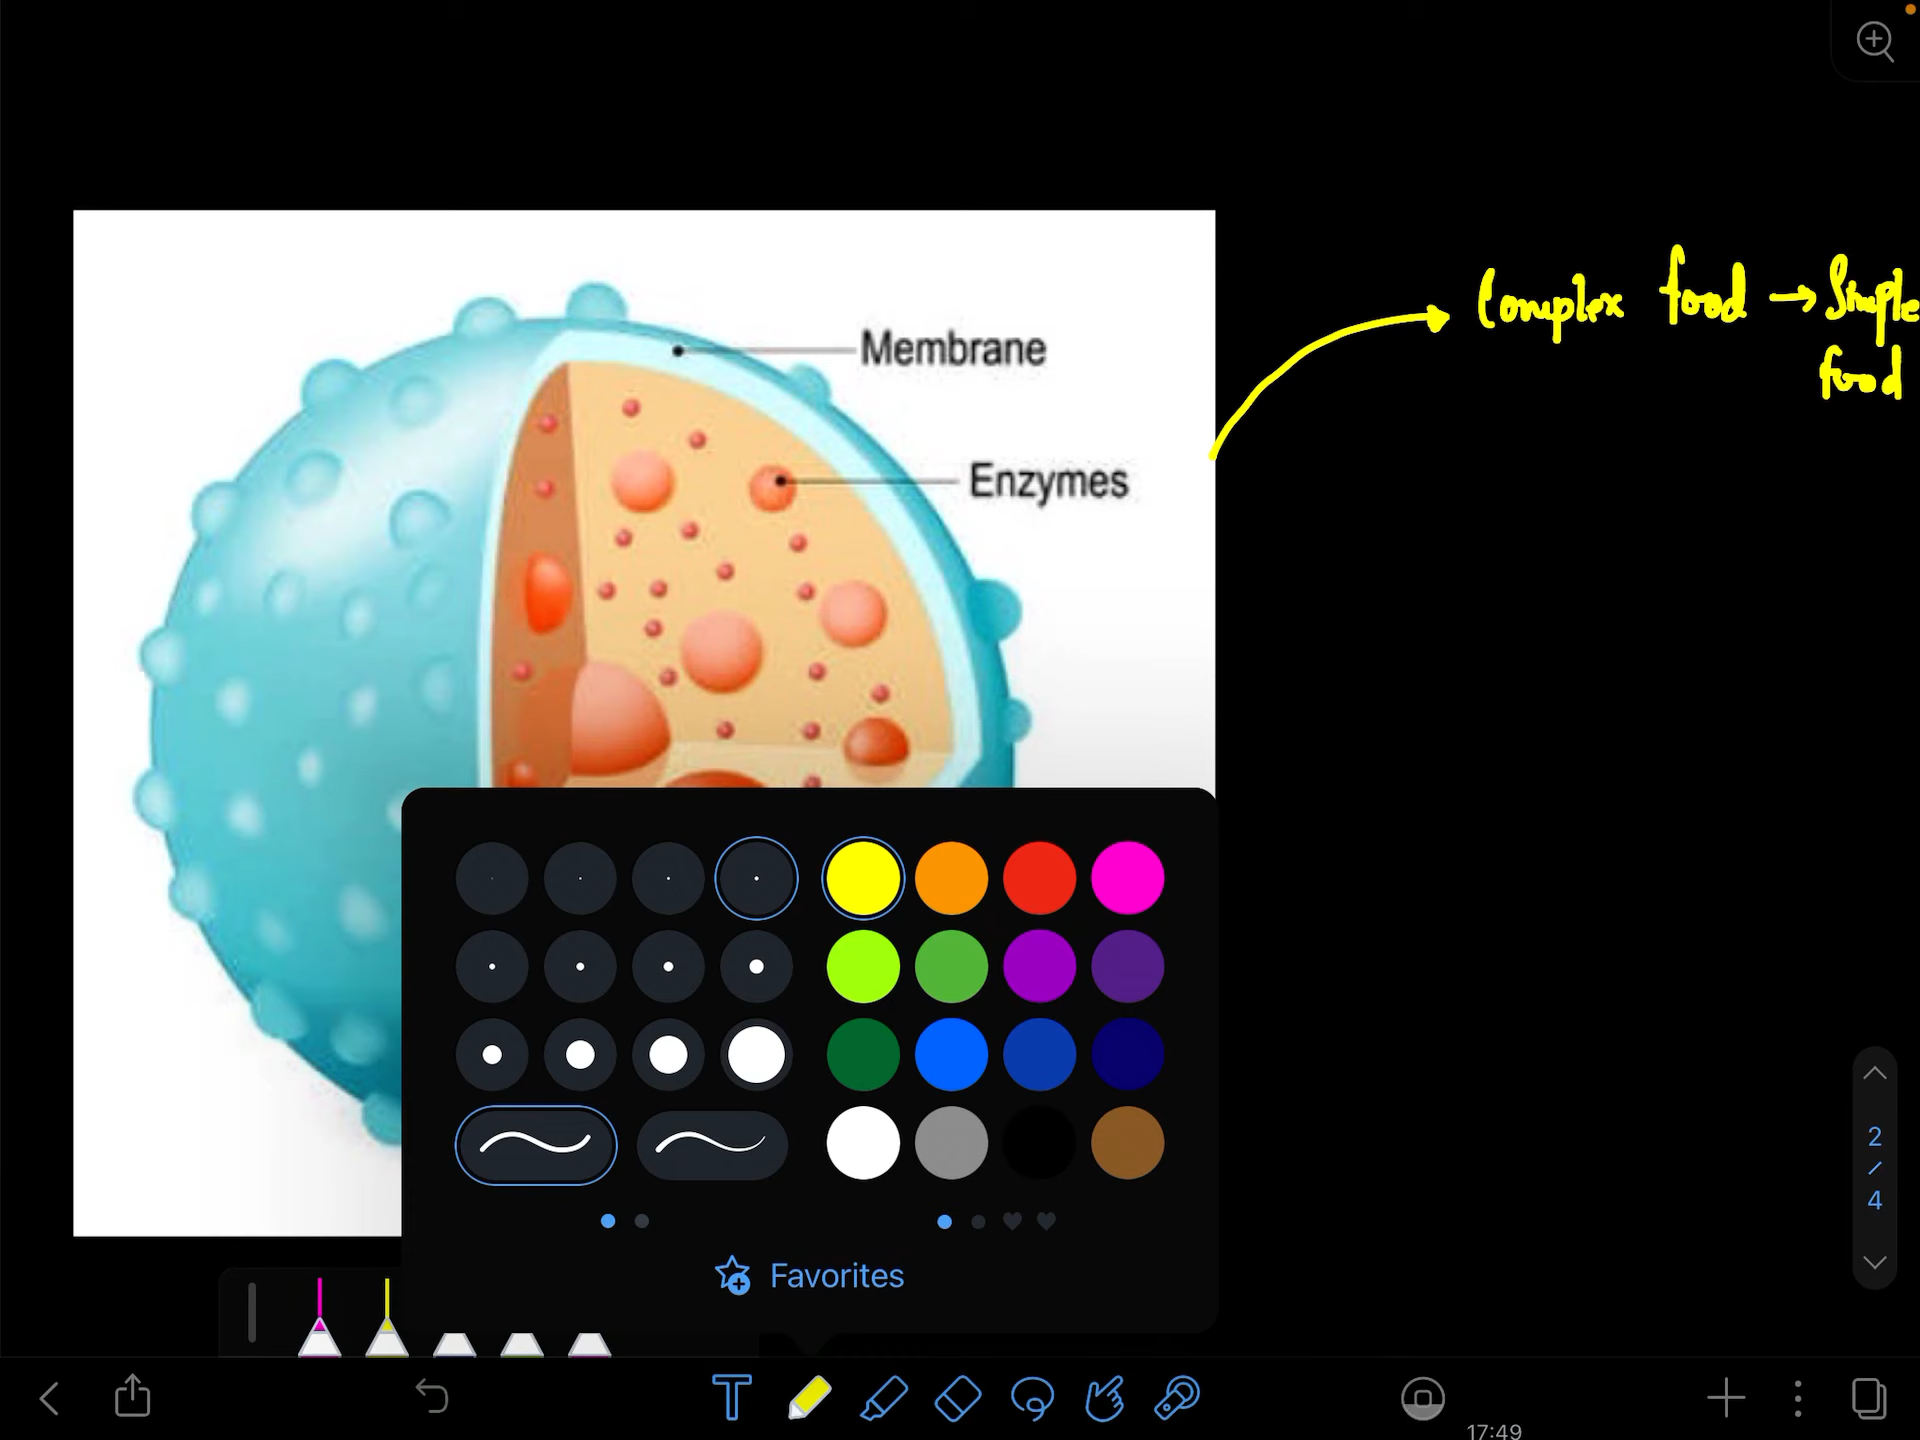 Membrane
Complex food → Simple
food
Enzymes
2
/
4
Favorites
T
17:49